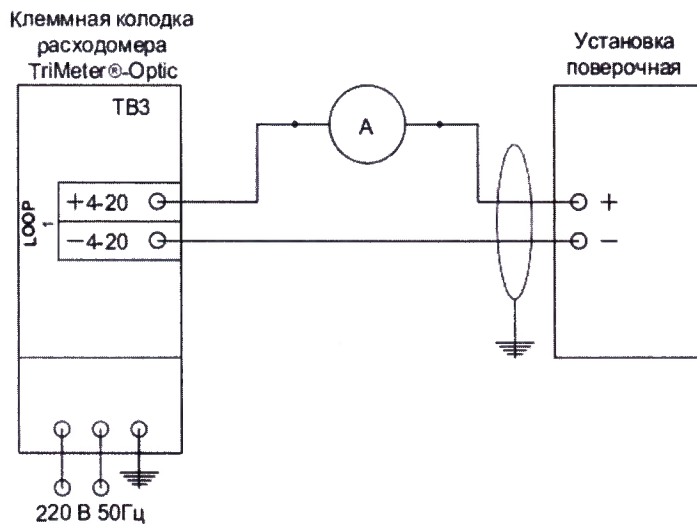 Клеммная колодка
расходомера
TriMeter®-Optic
Установка
поверочная
TB3
A
LOOP
1
+4-20
−4-20
+
−
220 В 50Гц